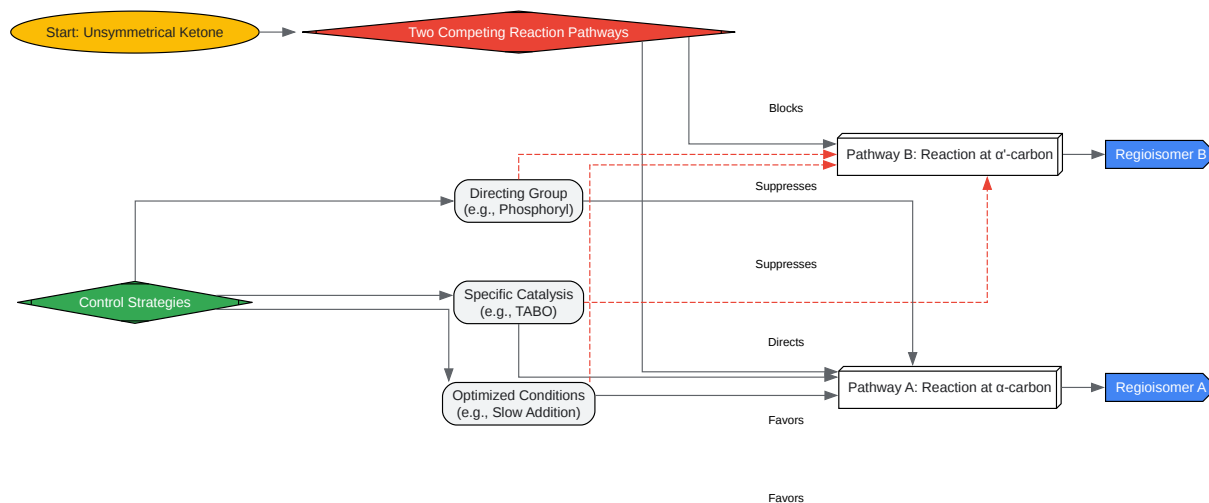 Start: Unsymmetrical Ketone
Two Competing Reaction Pathways
Blocks
Pathway B: Reaction at α'-carbon
Regioisomer B
Suppresses
Directing Group
(e.g., Phosphoryl)
Suppresses
Control Strategies
Specific Catalysis
(e.g., TABO)
Directs
Pathway A: Reaction at α-carbon
Regioisomer A
Optimized Conditions
(e.g., Slow Addition)
Favors
Favors